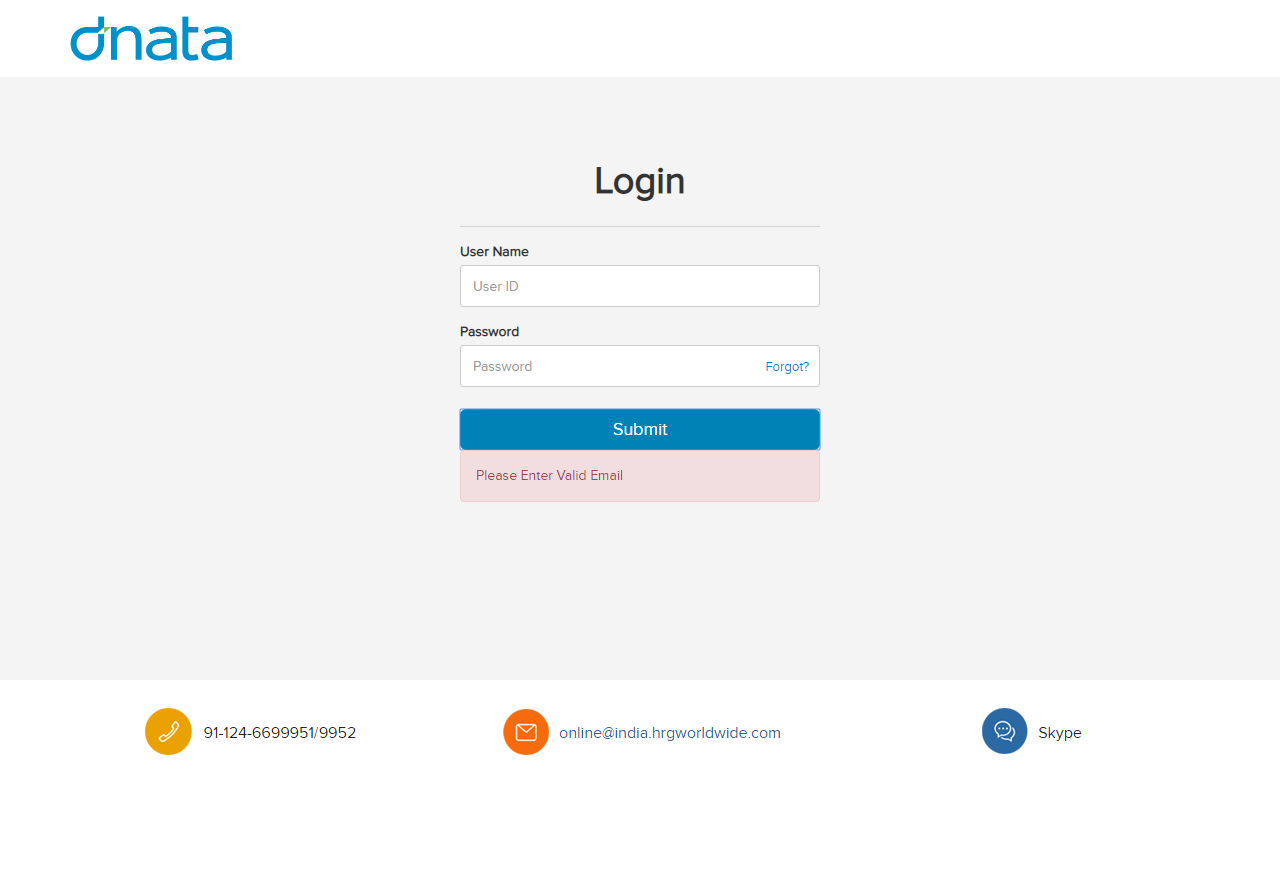 dnata
Login
User Name
User ID
Password
Password
Forgot?
Submit
Please Enter Valid Email
91-124-6699951/9952
online@india.hrgworldwide.com
Skype